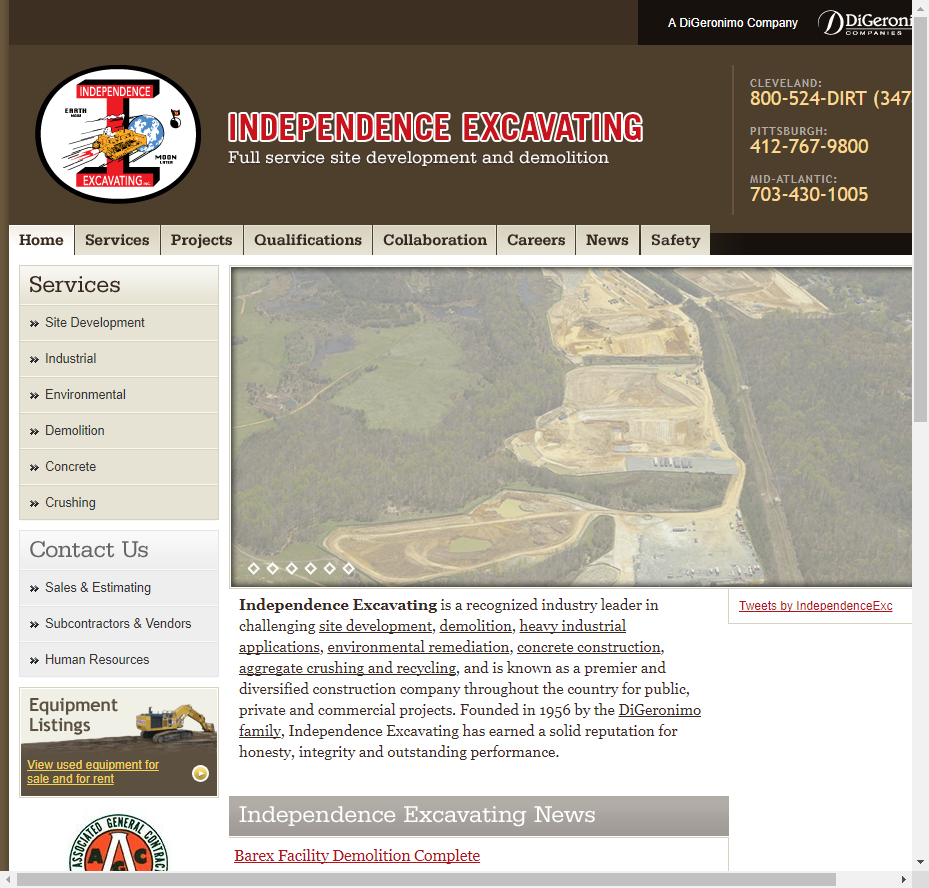 A DiGeronimo Company
DiGeroni
COMPANIES
INDEPENDENCE
EARTH
NOW
MOON
LATER
EXCAVATING INC.
INDEPENDENCE EXCAVATING
Full service site development and demolition
CLEVELAND:
800-524-DIRT (347
PITTSBURGH:
412-767-9800
MID-ATLANTIC:
703-430-1005
Home Services Projects Qualifications Collaboration Careers News Safety
Services
Site Development
Industrial
Environmental
Demolition
Concrete
Crushing
Contact Us
Sales & Estimating
Subcontractors & Vendors
Human Resources
Equipment
Listings
View used equipment for
sale and for rent
ASSOCIATED GENERAL CONTRAC
AGC
Independence Excavating is a recognized industry leader in
challenging site development, demolition, heavy industrial
applications, environmental remediation, concrete construction,
aggregate crushing and recycling, and is known as a premier and
diversified construction company throughout the country for public,
private and commercial projects. Founded in 1956 by the DiGeronimo
family, Independence Excavating has earned a solid reputation for
honesty, integrity and outstanding performance.
Tweets by IndependenceExc
Independence Excavating News
Barex Facility Demolition Complete